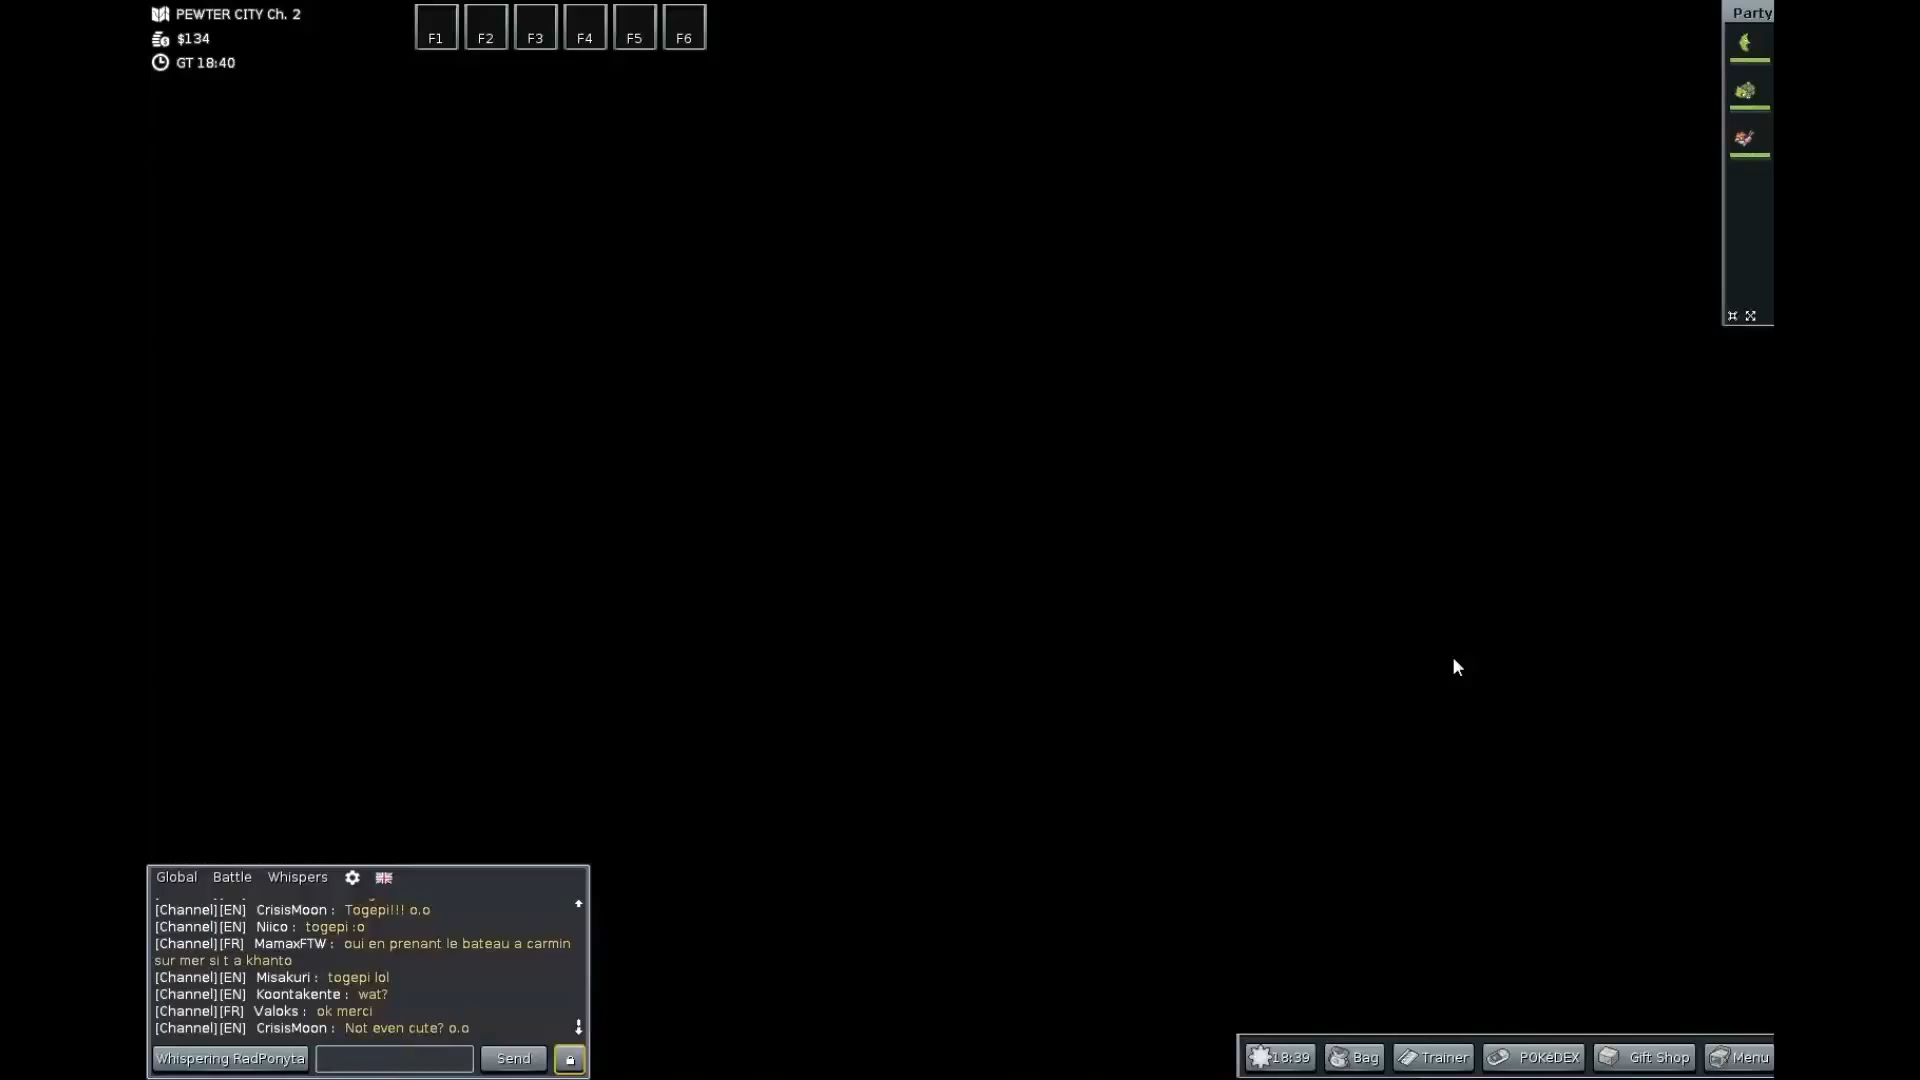 PEWTER CITY Ch. 2
$134
GT 18:40
F1 F2 F3 F4 F5 F6
Party
Global Battle Whispers
[Channel][EN] CrisisMoon : Togepi!!! o.o
[Channel][EN] Niico : togepi :o
[Channel][FR] MamaxFTW : oui en prenant le bateau a carmin
sur mer si t a khanto
[Channel][EN] Misakuri : togepi lol
[Channel][EN] Koontakente : wat?
[Channel][FR] Valoks : ok merci
[Channel][EN] CrisisMoon : Not even cute? o.o
Whispering RadPonyta Send
18:39 Bag Trainer POKéDEX Gift Shop Menu